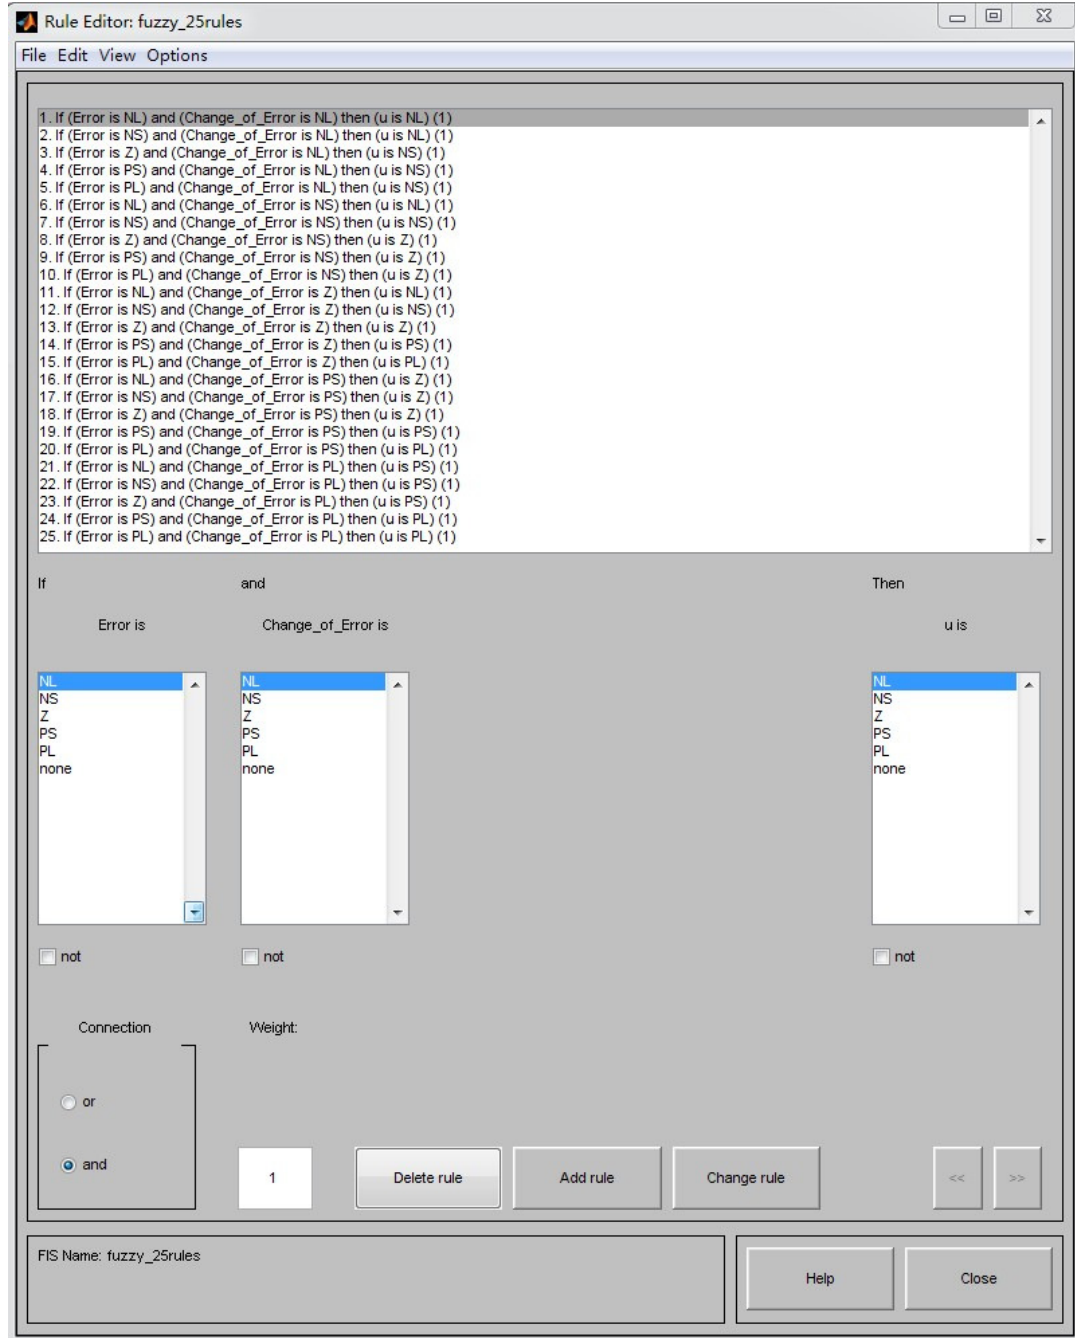 Rule Editor: fuzzy_25rules
File Edit View Options
1. If (Error is NL) and (Change_of_Error is NL) then (u is NL) (1)
2. If (Error is NS) and (Change_of_Error is NL) then (u is NL) (1)
3. If (Error is Z) and (Change_of_Error is NL) then (u is NS) (1)
4. If (Error is PS) and (Change_of_Error is NL) then (u is NS) (1)
5. If (Error is PL) and (Change_of_Error is NL) then (u is NS) (1)
6. If (Error is NL) and (Change_of_Error is NS) then (u is NL) (1)
7. If (Error is NS) and (Change_of_Error is NS) then (u is NS) (1)
8. If (Error is Z) and (Change_of_Error is NS) then (u is Z) (1)
9. If (Error is PS) and (Change_of_Error is NS) then (u is Z) (1)
10. If (Error is PL) and (Change_of_Error is NS) then (u is Z) (1)
11. If (Error is NL) and (Change_of_Error is Z) then (u is NL) (1)
12. If (Error is NS) and (Change_of_Error is Z) then (u is NS) (1)
13. If (Error is Z) and (Change_of_Error is Z) then (u is Z) (1)
14. If (Error is PS) and (Change_of_Error is Z) then (u is PS) (1)
15. If (Error is PL) and (Change_of_Error is Z) then (u is PL) (1)
16. If (Error is NL) and (Change_of_Error is PS) then (u is Z) (1)
17. If (Error is NS) and (Change_of_Error is PS) then (u is Z) (1)
18. If (Error is Z) and (Change_of_Error is PS) then (u is Z) (1)
19. If (Error is PS) and (Change_of_Error is PS) then (u is PS) (1)
20. If (Error is PL) and (Change_of_Error is PS) then (u is PL) (1)
21. If (Error is NL) and (Change_of_Error is PL) then (u is PS) (1)
22. If (Error is NS) and (Change_of_Error is PL) then (u is PS) (1)
23. If (Error is Z) and (Change_of_Error is PL) then (u is PS) (1)
24. If (Error is PS) and (Change_of_Error is PL) then (u is PL) (1)
25. If (Error is PL) and (Change_of_Error is PL) then (u is PL) (1)
If and Then
Error is Change_of_Error is u is
NL NL NL
NS NS NS
Z Z Z
PS PS PS
PL PL PL
none none none
not not not
Connection Weight:
or
and 1 Delete rule Add rule Change rule << >>
FIS Name: fuzzy_25rules
Help Close